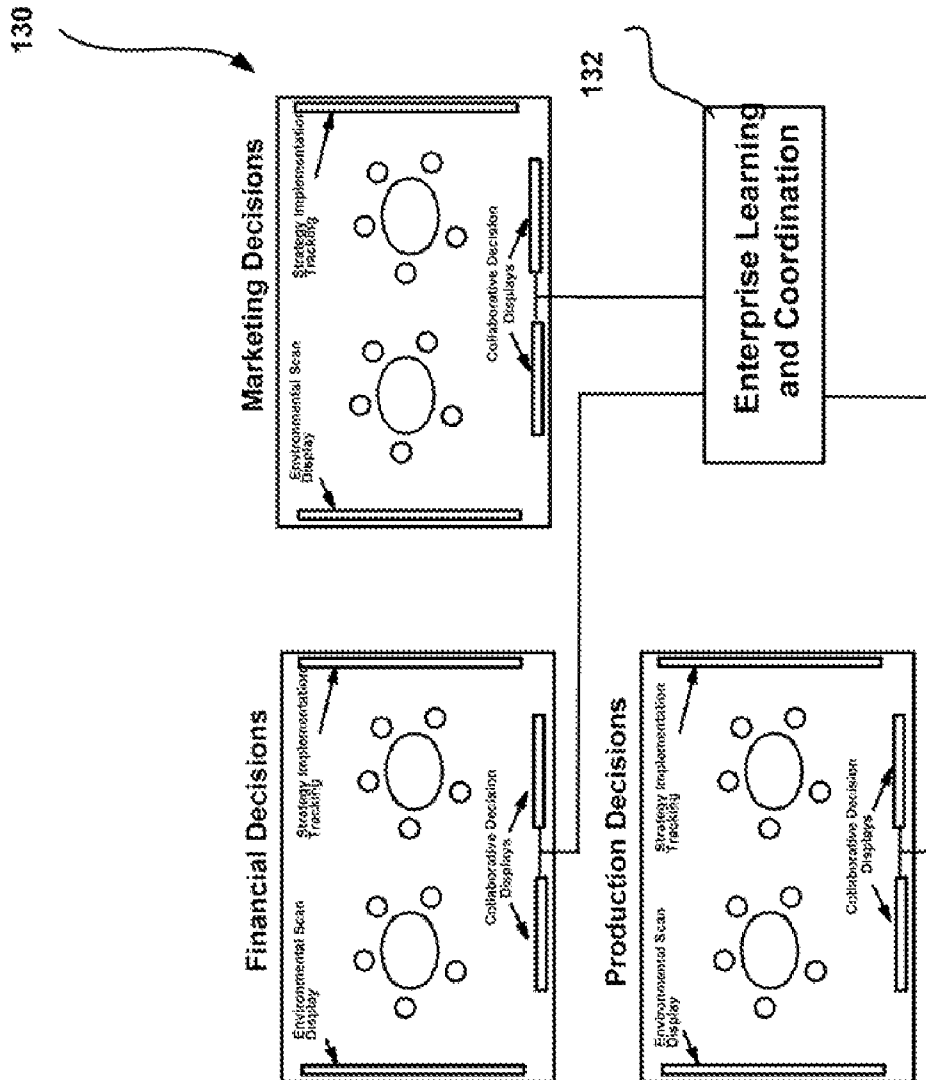 130
Financial Decisions
Environmental Scan
Display
Strategy Implementation
Tracking
Collaborative Decision
Displays
Marketing Decisions
Environmental Scan
Display
Strategy Implementation
Tracking
Collaborative Decision
Displays
Production Decisions
Environmental Scan
Display
Strategy Implementation
Tracking
Collaborative Decision
Displays
132
Enterprise Learning
and Coordination